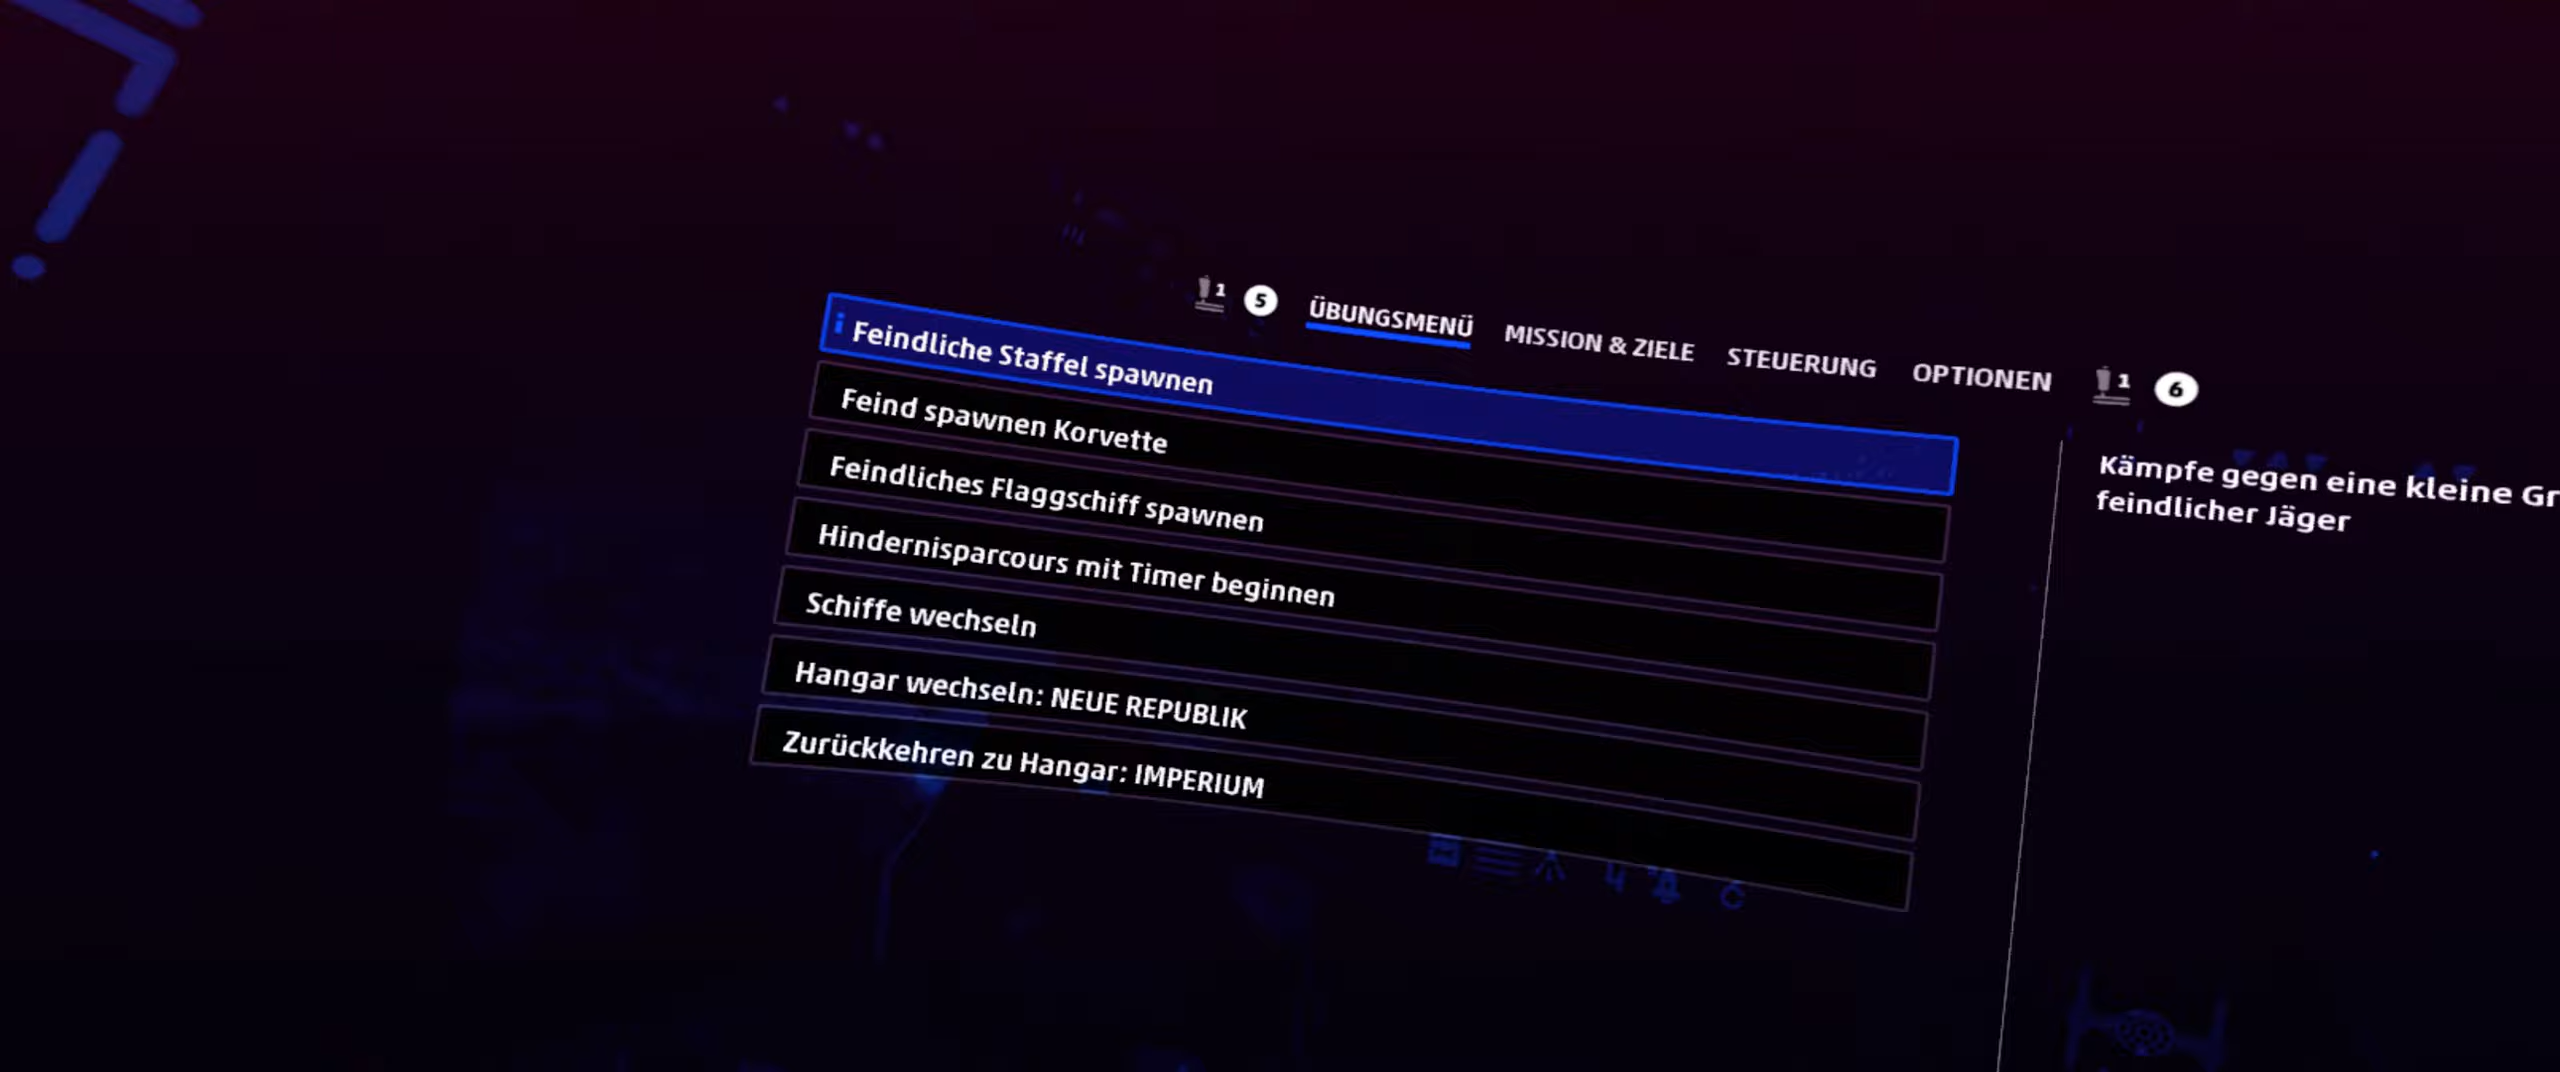 1 5 ÜBUNGSMENÜ MISSION & ZIELE STEUERUNG OPTIONEN 1 6
Feindliche Staffel spawnen
Feind spawnen Korvette
Feindliches Flaggschiff spawnen
Hindernisparcours mit Timer beginnen
Schiffe wechseln
Hangar wechseln: NEUE REPUBLIK
Zurückkehren zu Hangar: IMPERIUM
Kämpfe gegen eine kleine
feindlicher Jäger